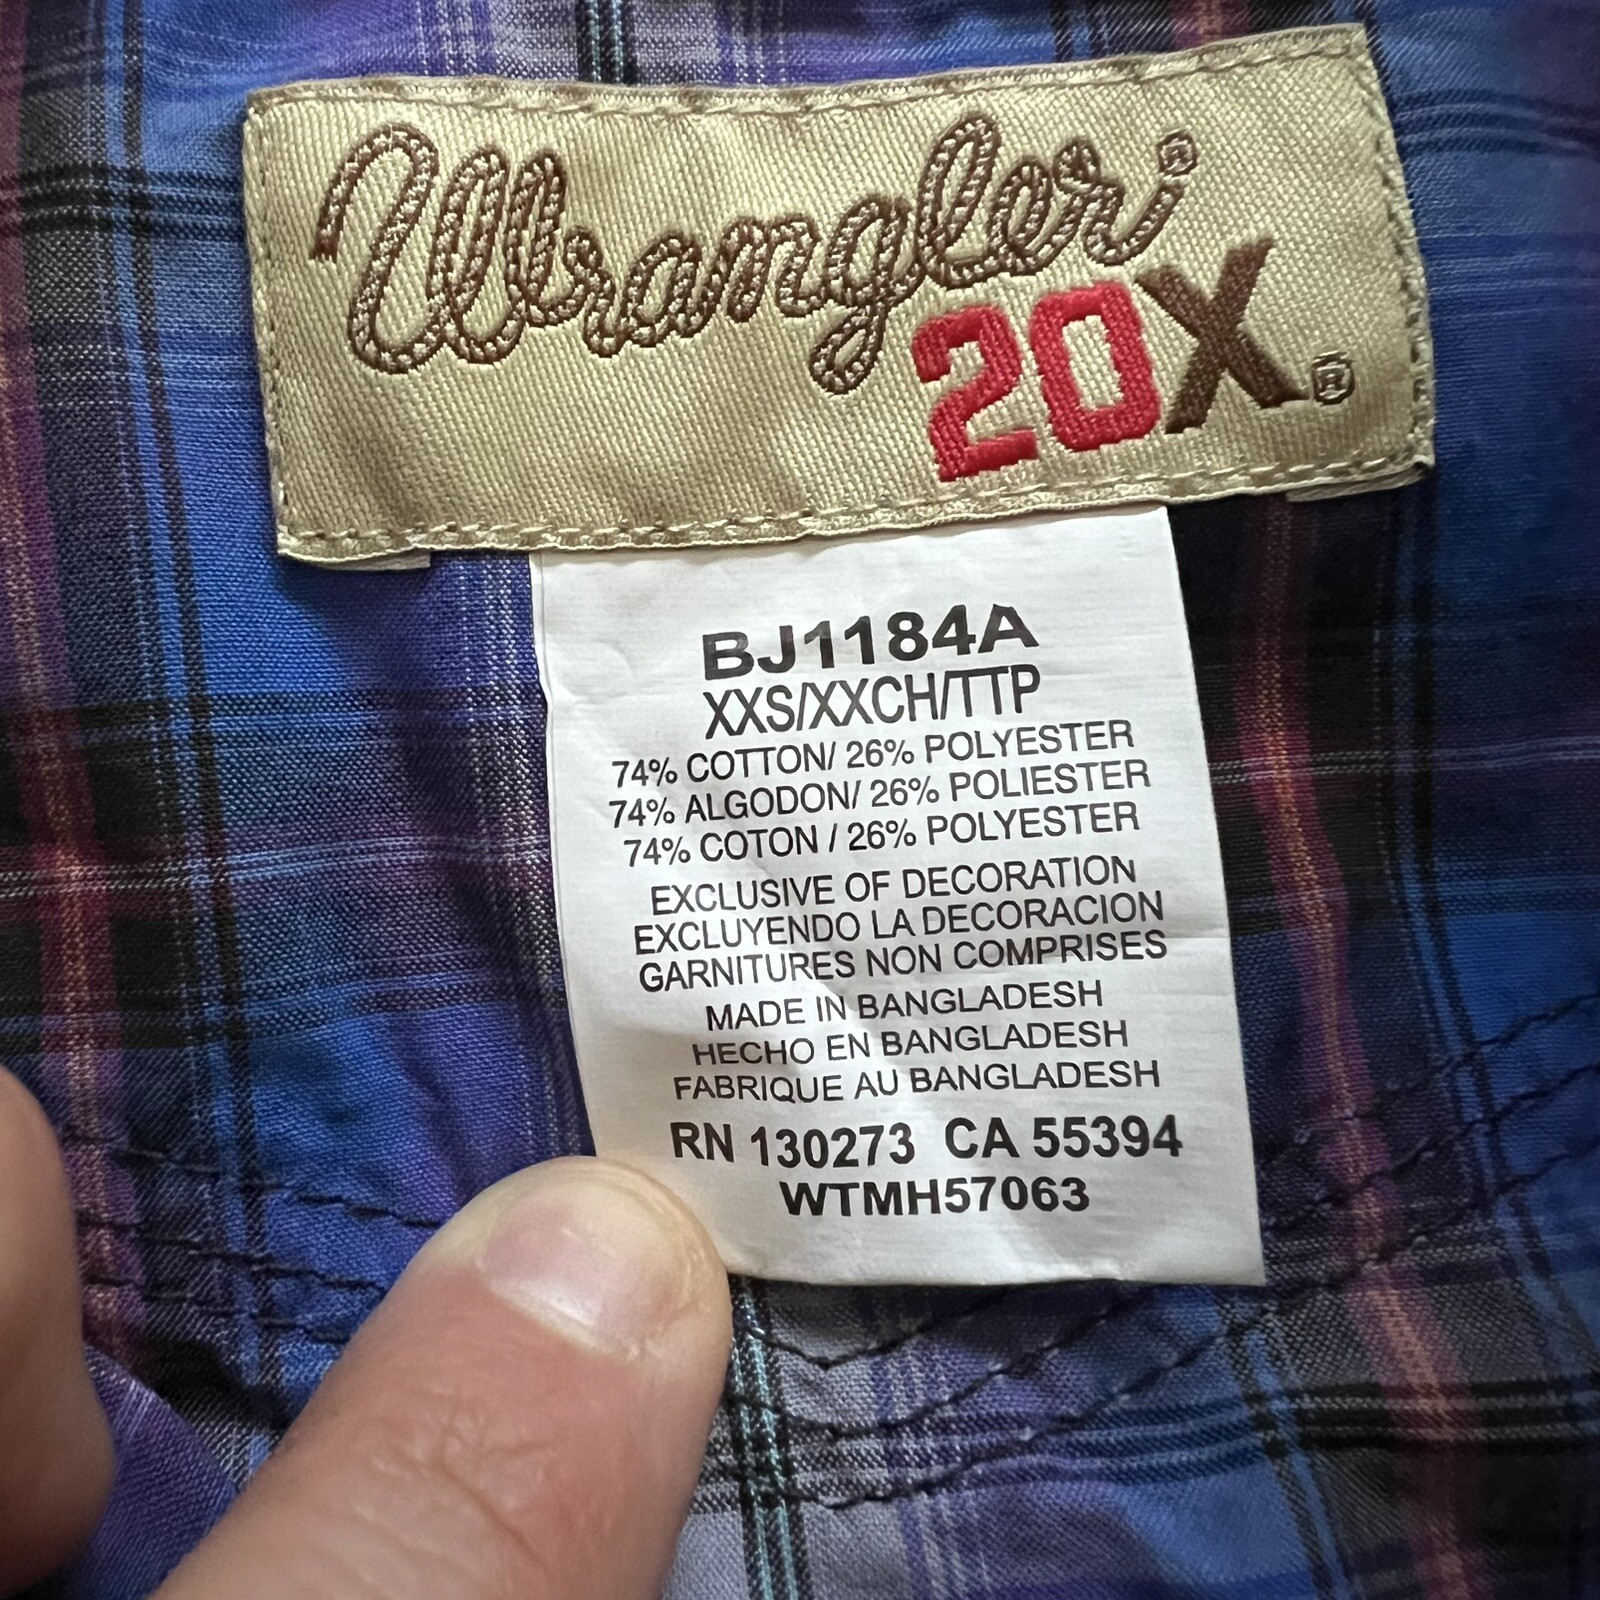 Wrangler®
20X®
BJ1184A
XXS/XXCH/TTP
74% COTTON/ 26% POLYESTER
74% ALGODON/ 26% POLIESTER
74% COTON / 26% POLYESTER
EXCLUSIVE OF DECORATION
EXCLUYENDO LA DECORACION
GARNITURES NON COMPRISES
MADE IN BANGLADESH
HECHO EN BANGLADESH
FABRIQUE AU BANGLADESH
RN 130273 CA 55394
WTMH57063